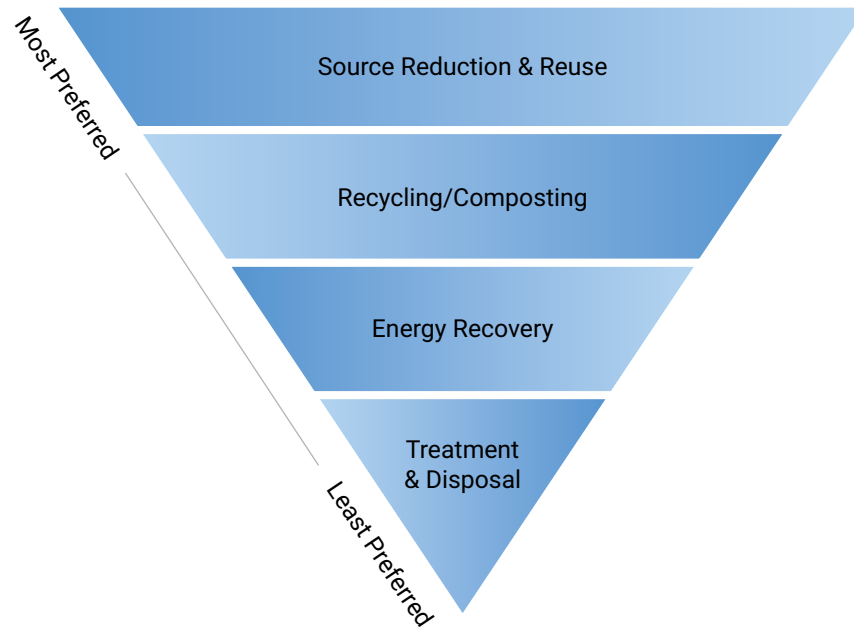 Most Preferred
Source Reduction & Reuse
Recycling/Composting
Energy Recovery
Treatment
& Disposal
Least Preferred